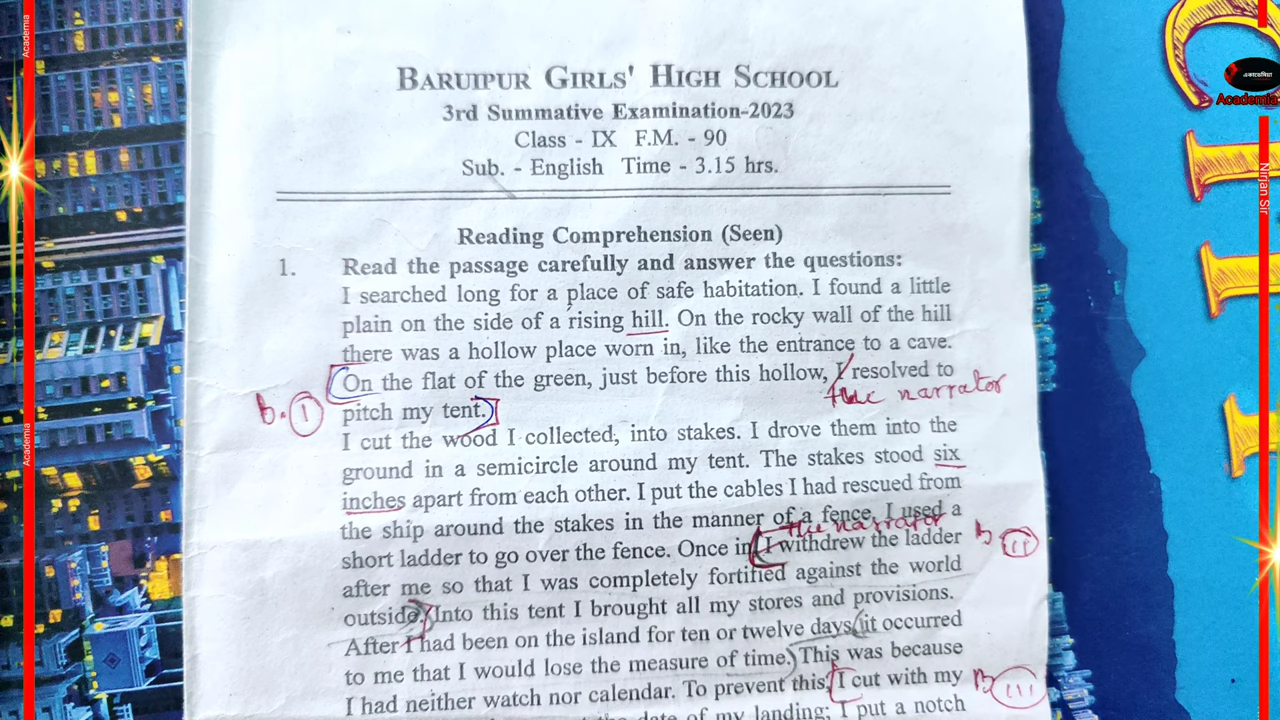 BARUIPUR GIRLS' HIGH SCHOOL
3rd Summative Examination-2023
Class - IX F.M. - 90
Sub. - English Time - 3.15 hrs.
Reading Comprehension (Seen)
1. Read the passage carefully and answer the questions:
I searched long for a place of safe habitation. I found a little
plain on the side of a rising hill. On the rocky wall of the hill
there was a hollow place worn in, like the entrance to a cave.
On the flat of the green, just before this hollow, I resolved to
the narrator
b. (i)
pitch my tent.
I cut the wood I collected, into stakes. I drove them into the
ground in a semicircle around my tent. The stakes stood six
inches apart from each other. I put the cables I had rescued from
the ship around the stakes in the manner of a fence. I used a
the narrator
short ladder to go over the fence. Once in I withdrew the ladder
b (ii)
after me so that I was completely fortified against the world
outside. Into this tent I brought all my stores and provisions.
After I had been on the island for ten or twelve days, it occurred
to me that I would lose the measure of time. This was because
I had neither watch nor calendar. To prevent this, I cut with my
B (iii)
date of my landing; I put a notch
Academia
Academia
একাডেমিয়া
Academia
Nirjan Sir